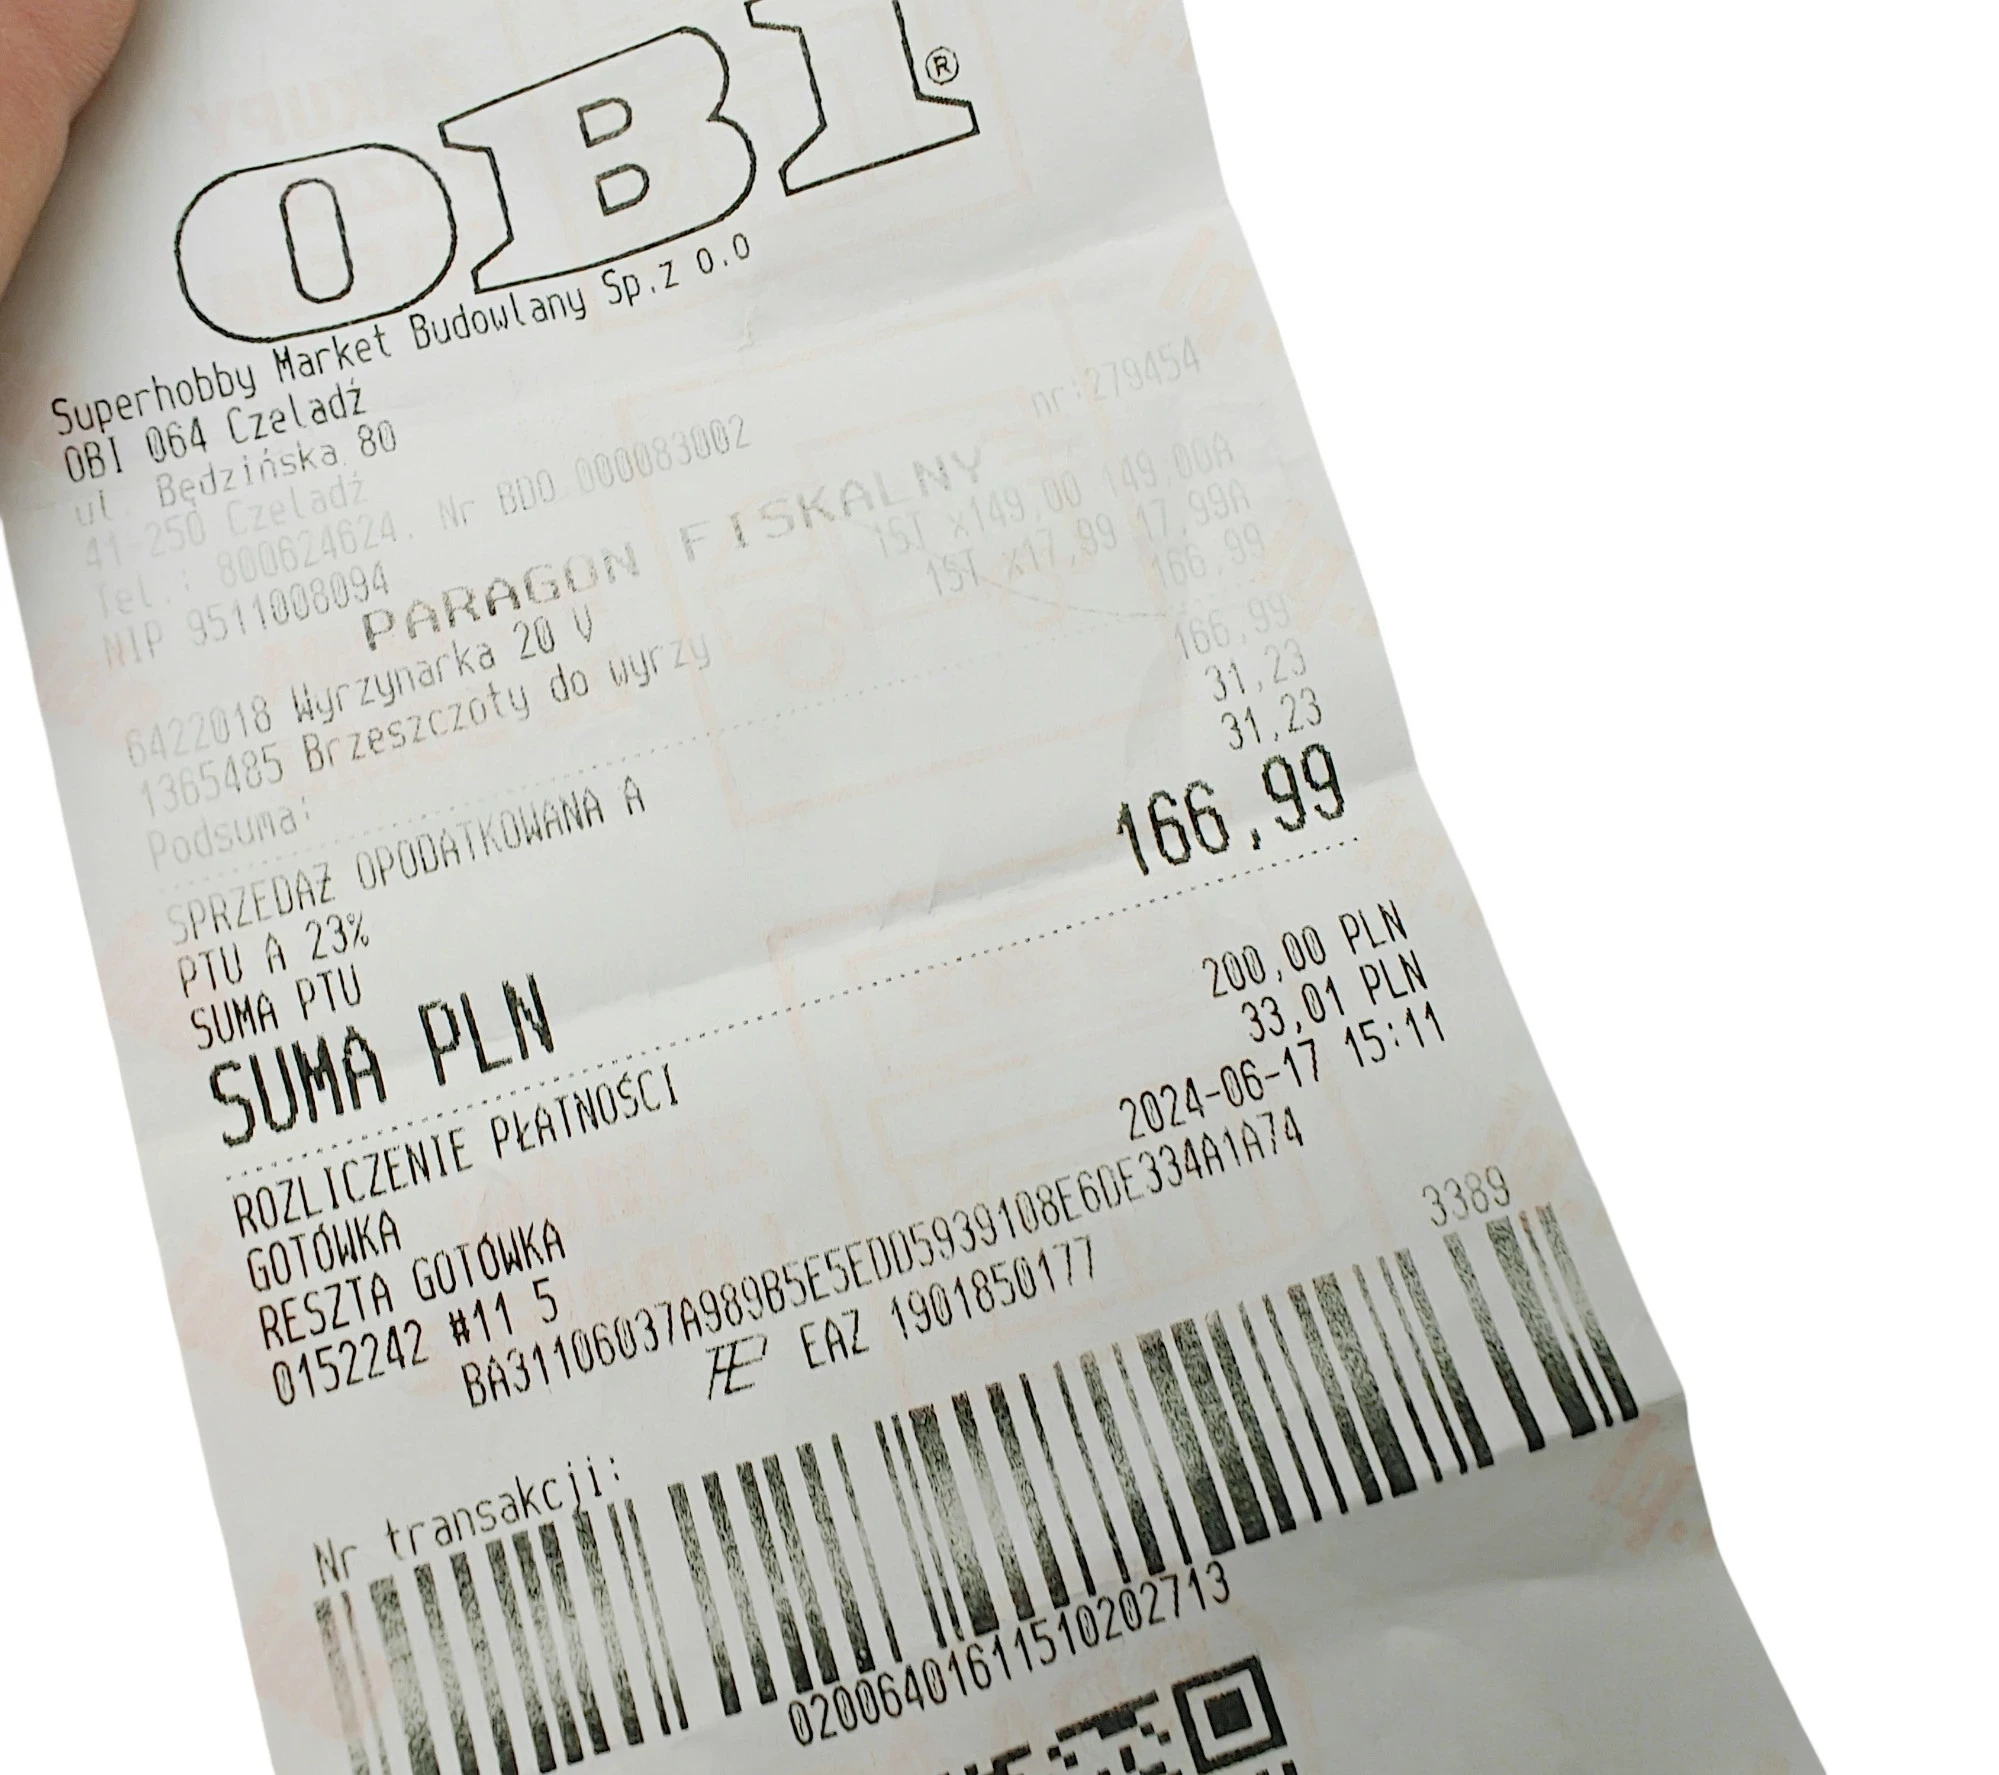 OBI®
Superhobby Market Budowlany Sp.z o.o
OBI 064 Czeladź
ul. Będzińska 80
41-250 Czeladź
Tel.: 800624624. Nr BDO 000083002
NIP 9511008094 nr:279454
PARAGON FISKALNY
6422018 Wyrzynarka 20 V 1ST x149,00 149,00A
1365485 Brzeszczoty do wyrzy 1ST x17,99 17,99A
Podsuma: 166,99
SPRZEDAŻ OPODATKOWANA A 166,99
PTU A 23% 31,23
SUMA PTU 31,23
SUMA PLN 166,99
ROZLICZENIE PŁATNOŚCI
GOTÓWKA 200,00 PLN
RESZTA GOTÓWKA 33,01 PLN
0152242 #11 5 2024-06-17 15:11
BA31106037A989B5E5EDD5939108E6DE334A1A74
EAZ 1901850177
Nr transakcji: 3389
0200640161151020271​3